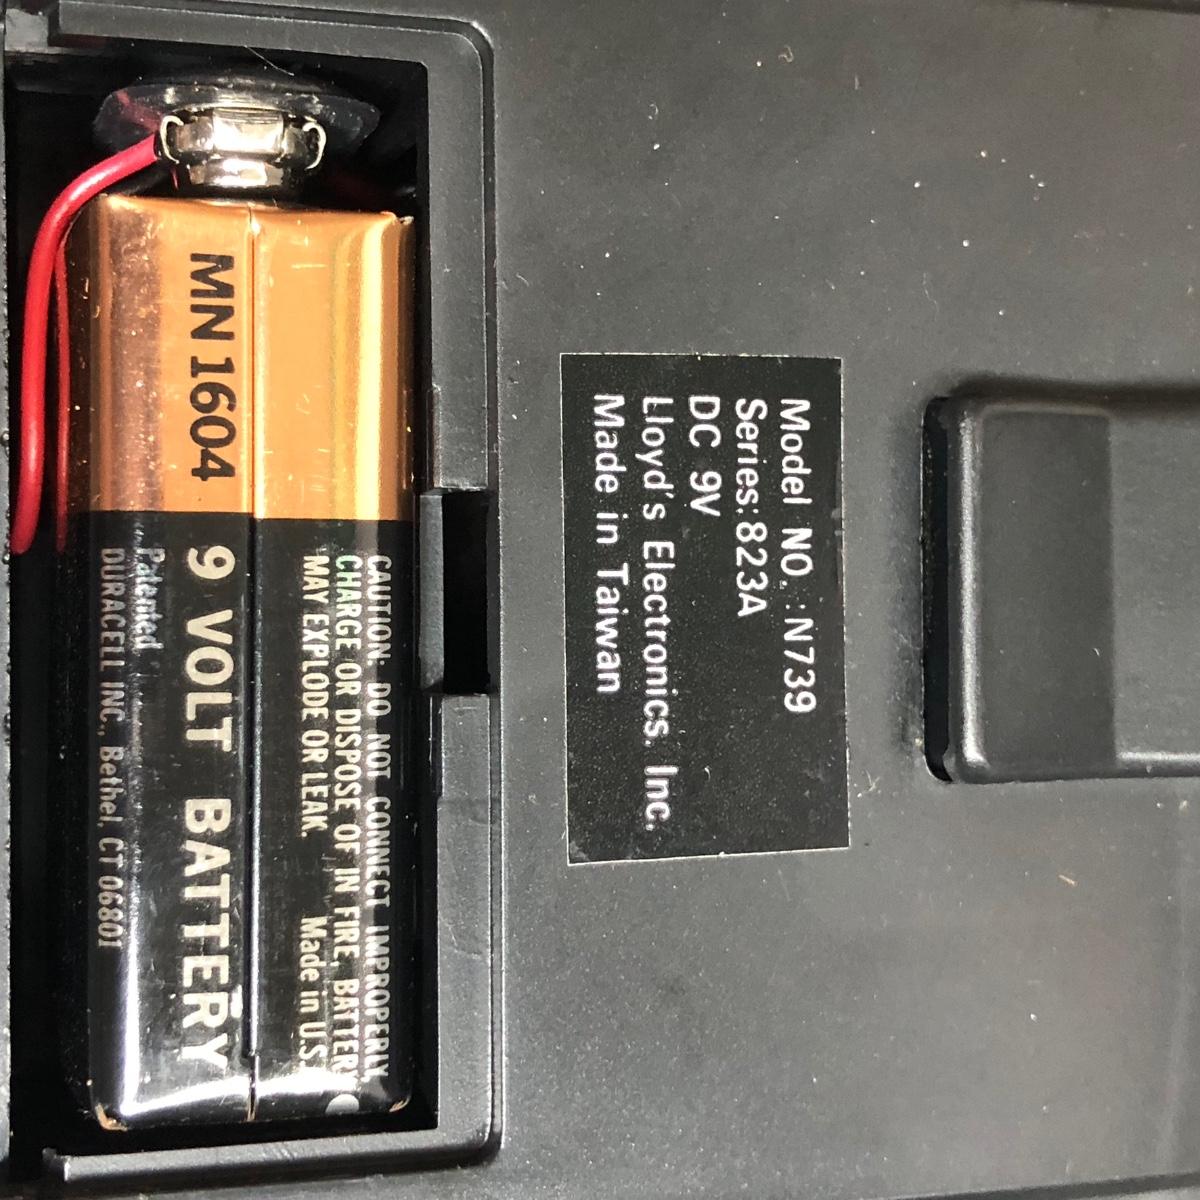 Model NO. :N739
Series:823A
DC 9V
Lloyd's Electronics. Inc.
Made in Taiwan
CAUTION: DO NOT CONNECT IMPROPERLY,
CHARGE OR DISPOSE OF IN FIRE, BATTERY
MAY EXPLODE OR LEAK. Made in U.S.
MN 1604
9 VOLT BATTERY
Patented
DURACELL INC., Bethel, CT 06801